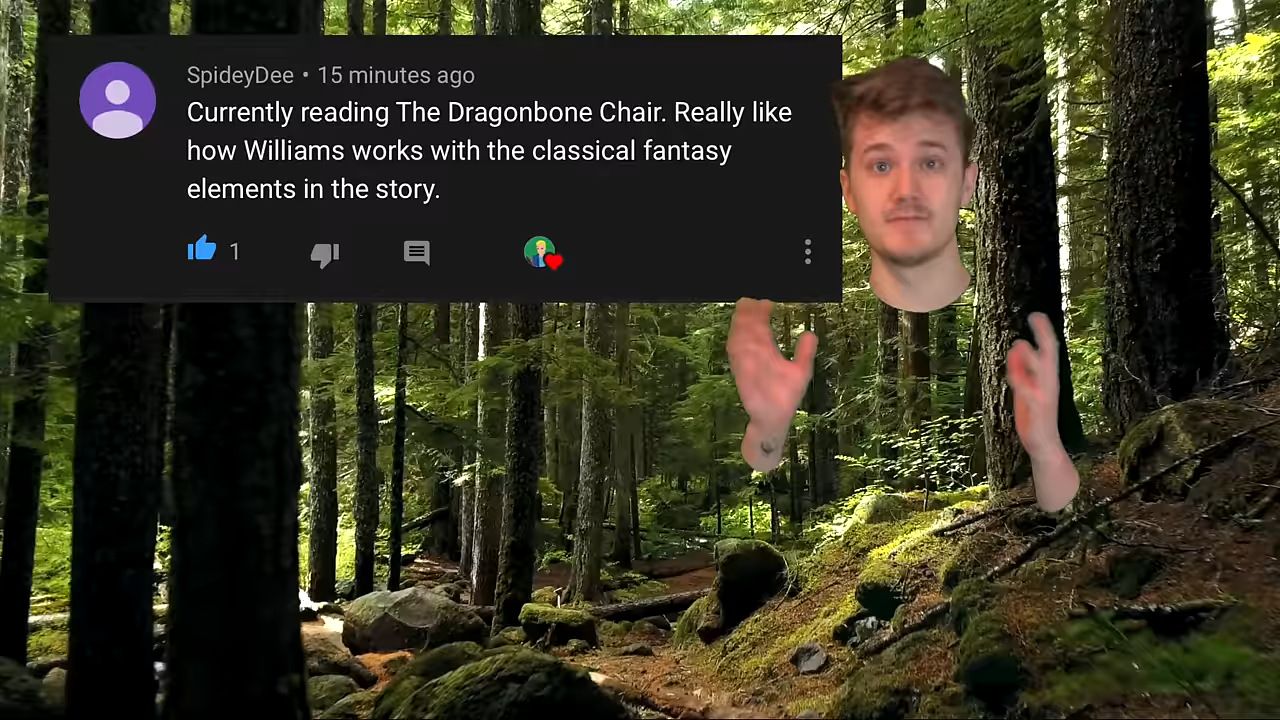 SpideyDee • 15 minutes ago
Currently reading The Dragonbone Chair. Really like
how Williams works with the classical fantasy
elements in the story.
1